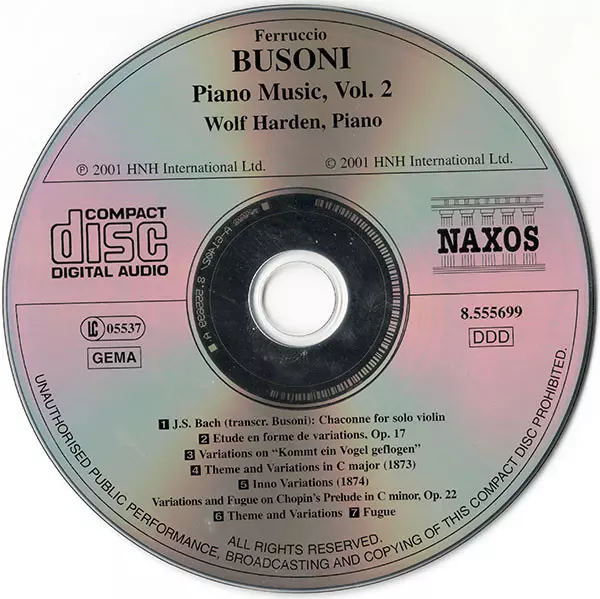 Ferruccio
BUSONI
Piano Music, Vol. 2
Wolf Harden, Piano
℗ 2001 HNH International Ltd.
© 2001 HNH International Ltd.
COMPACT
disc
DIGITAL AUDIO
NAXOS
LC 05537
GEMA
8.555699
DDD
1 J.S. Bach (transcr. Busoni): Chaconne for solo violin
2 Etude en forme de variations, Op. 17
3 Variations on "Kommt ein Vogel geflogen"
4 Theme and Variations in C major (1873)
5 Inno Variations (1874)
Variations and Fugue on Chopin's Prelude in C minor, Op. 22
6 Theme and Variations 7 Fugue
ALL RIGHTS RESERVED.
UNAUTHORISED PUBLIC PERFORMANCE, BROADCASTING AND COPYING OF THIS COMPACT DISC PROHIBITED.